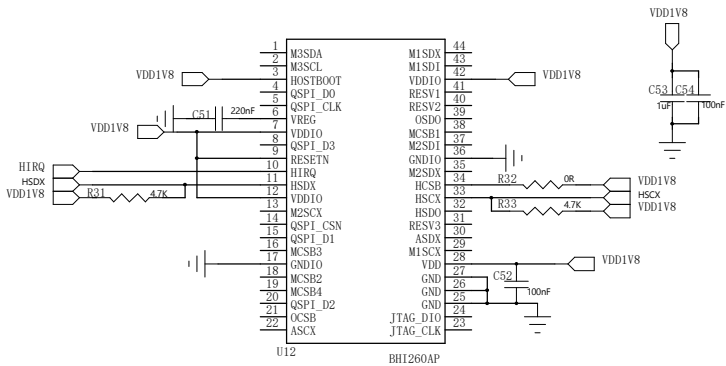 VDD1V8
1 M3SDA M1SDX 44
2 M3SCL M1SDI 43
VDD1V8 3 HOSTBOOT VDDIO 42 VDD1V8
4 QSPI_D0 RESV1 41
5 QSPI_CLK RESV2 40
C51 220nF 6 VREG OSDO 39
VDD1V8 7 VDDIO MCSB1 38
8 QSPI_D3 M2SDI 37
9 RESETN GNDIO 36
HIRQ 10 HIRQ M2SDX 35
HSDX 11 HSDX HCSB 34 R32 0R VDD1V8
VDD1V8 R31 4.7K 12 VDDIO HSCX 33 HSCX
13 M2SCX HSDO 32 R33 4.7K VDD1V8
14 QSPI_CSN RESV3 31
15 QSPI_D1 ASDX 30
16 MCSB3 M1SCX 29
17 GNDIO VDD 28 VDD1V8
18 MCSB2 GND 27 C52 100nF
19 MCSB4 GND 26
20 QSPI_D2 GND 25
21 OCSB JTAG_DIO 24
22 ASCX JTAG_CLK 23
U12 BHI260AP
C53 C54
1uF 100nF